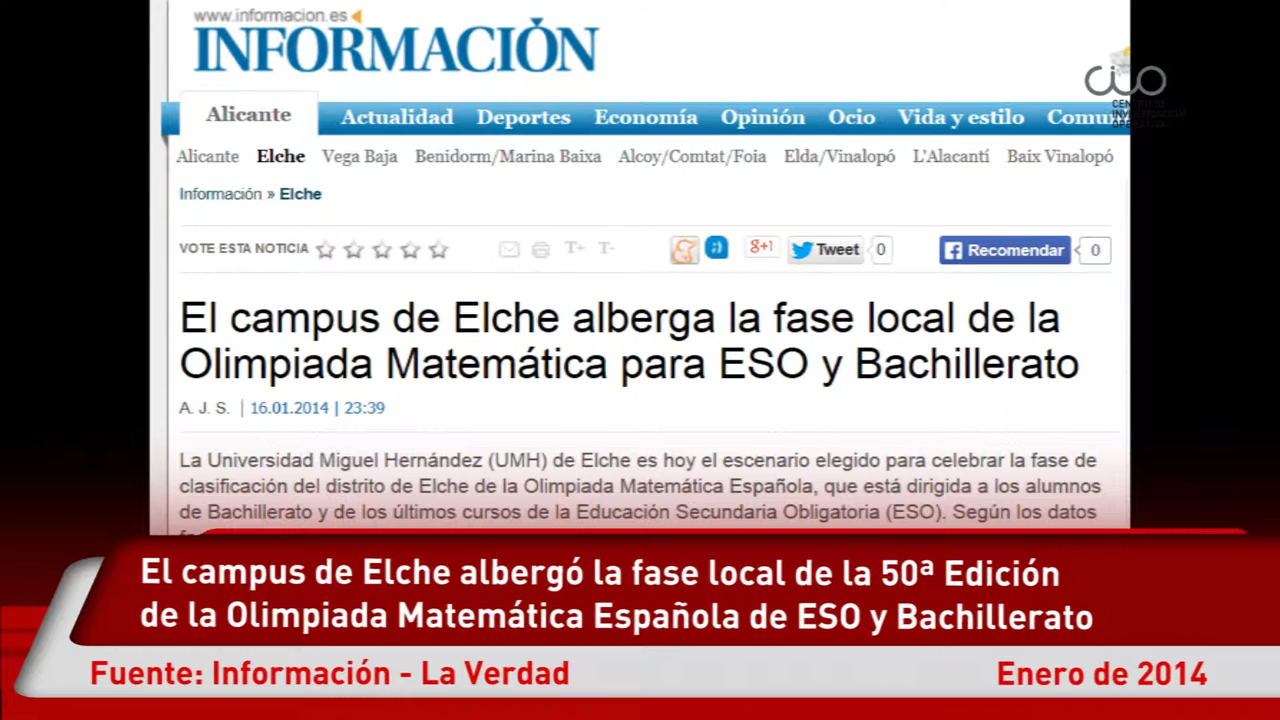 www.informacion.es
INFORMACIÓN
CIO
CENTRO DE
INVESTIGACIÓN
OPERATIVA
Alicante Actualidad Deportes Economía Opinión Ocio Vida y estilo
Alicante Elche Vega Baja Benidorm/Marina Baixa Alcoy/Comtat/Foia Elda/Vinalopó L'Alacantí Baix Vinalopó
Información » Elche
VOTE ESTA NOTICIA T+ T- g+1 Tweet 0 Recomendar 0
El campus de Elche alberga la fase local de la
Olimpiada Matemática para ESO y Bachillerato
A. J. S. | 16.01.2014 | 23:39
La Universidad Miguel Hernández (UMH) de Elche es hoy el escenario elegido para celebrar la fase de
clasificación del distrito de Elche de la Olimpiada Matemática Española, que está dirigida a los alumnos
de Bachillerato y de los últimos cursos de la Educación Secundaria Obligatoria (ESO). Según los datos
El campus de Elche albergó la fase local de la 50ª Edición
de la Olimpiada Matemática Española de ESO y Bachillerato
Fuente: Información - La Verdad
Enero de 2014